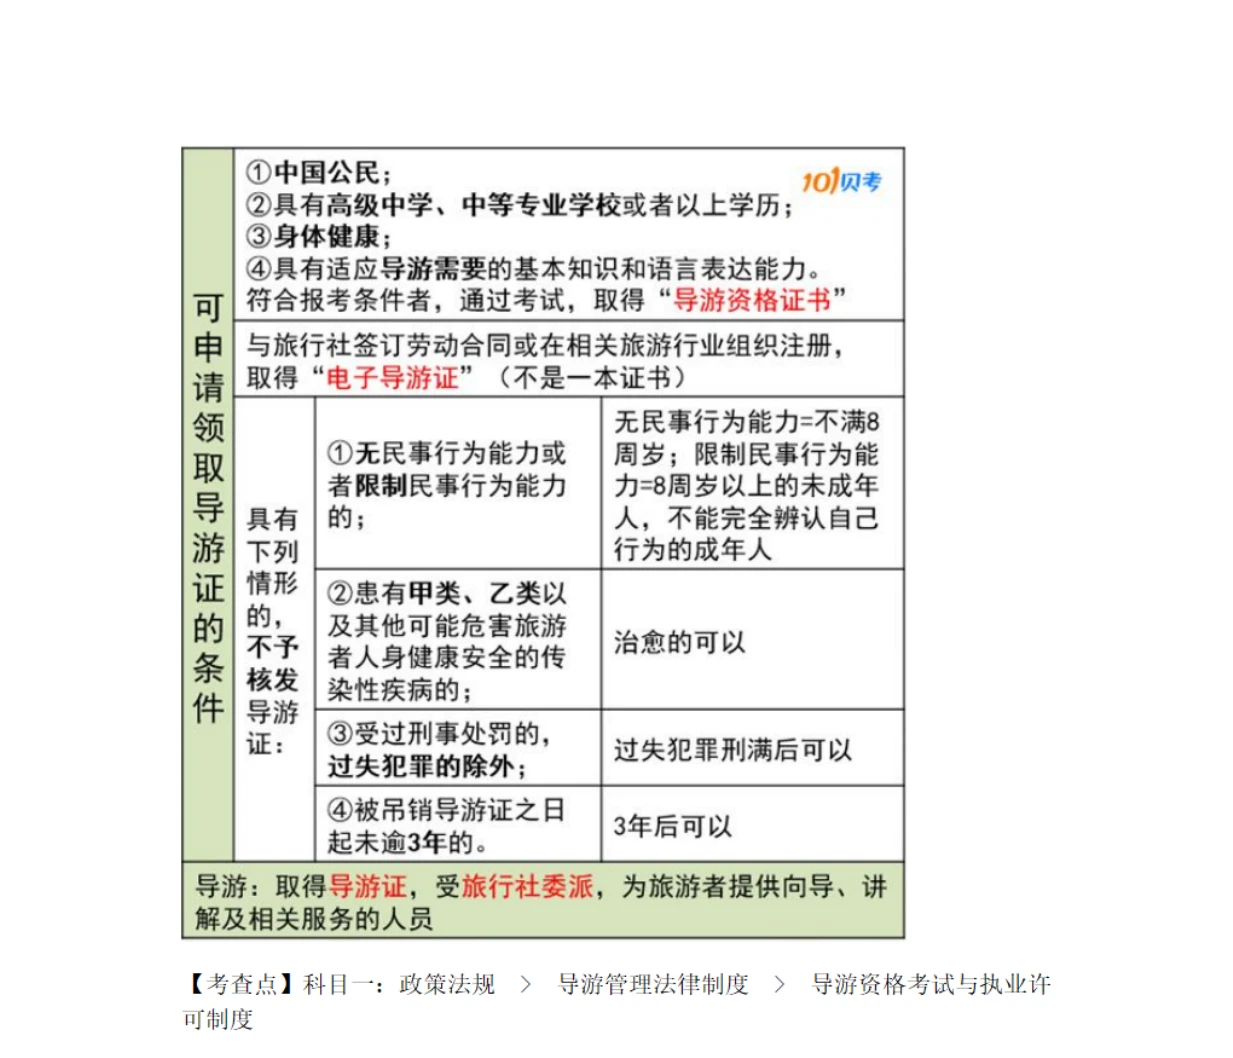 ①中国公民；
101贝考
②具有高级中学、中等专业学校或者以上学历；
③身体健康；
④具有适应导游需要的基本知识和语言表达能力。
符合报考条件者，通过考试，取得“导游资格证书”
可申请领取导游证的条件
与旅行社签订劳动合同或在相关旅游行业组织注册，
取得“电子导游证”（不是一本证书）
具有
下列
情形
的，
不予
核发
导游
证：
①无民事行为能力或
者限制民事行为能力
的；
无民事行为能力=不满8
周岁；限制民事行为能
力=8周岁以上的未成年
人，不能完全辨认自己
行为的成年人
②患有甲类、乙类以
及其他可能危害旅游
者人身健康安全的传
染性疾病的；
治愈的可以
③受过刑事处罚的，
过失犯罪的除外；
过失犯罪刑满后可以
④被吊销导游证之日
起未逾3年的。
3年后可以
导游：取得导游证，受旅行社委派，为旅游者提供向导、讲
解及相关服务的人员
【考查点】科目一：政策法规 > 导游管理法律制度 > 导游资格考试与执业许
可制度